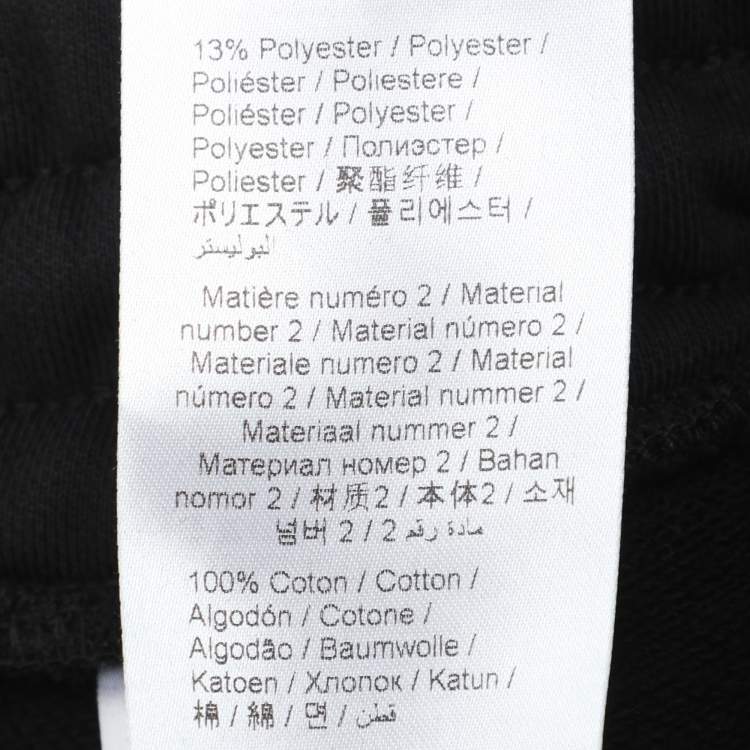 13% Polyester / Polyester /
Poliéster / Poliestere /
Poliéster / Polyester /
Polyester / Полиэстер /
Poliester / 聚酯纤维 /
ポリエステル / 폴리에스터 /
البوليستر
Matière numéro 2 / Material
number 2 / Material número 2 /
Materiale numero 2 / Material
número 2 / Material nummer 2 /
Materiaal nummer 2 /
Материал номер 2 / Bahan
nomor 2 / 材质2 / 本体2 / 소재
넘버 2 / مادة رقم 2
100% Coton / Cotton /
Algodón / Cotone /
Algodão / Baumwolle /
Katoen / Хлопок / Katun /
棉 / 綿 / 면 / قطن